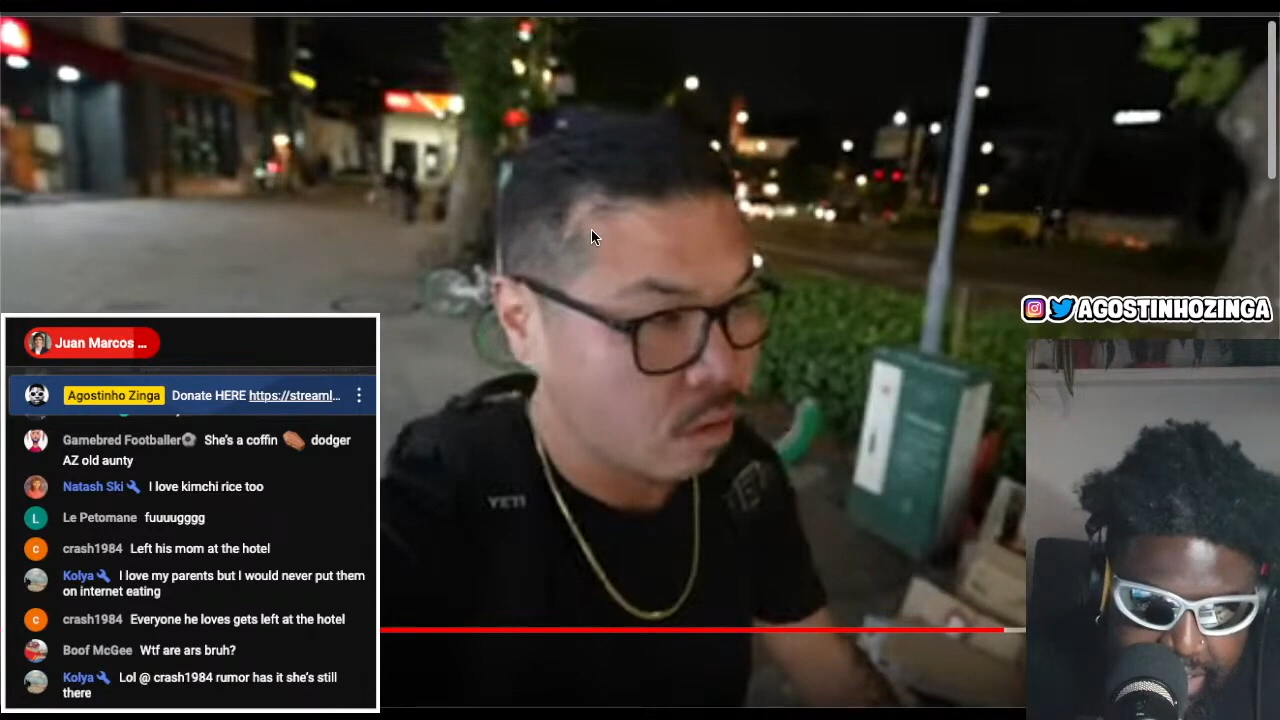 AGOSTINHOZINGA
Juan Marcos ...
Agostinho Zinga Donate HERE https://streaml...
Gamebred Footballer She's a coffin dodger
AZ old aunty
Natash Ski I love kimchi rice too
L Le Petomane fuuuugggg
c crash1984 Left his mom at the hotel
Kolya I love my parents but I would never put them
on internet eating
c crash1984 Everyone he loves gets left at the hotel
Boof McGee Wtf are ars bruh?
Kolya Lol @ crash1984 rumor has it she's still
there
YETI